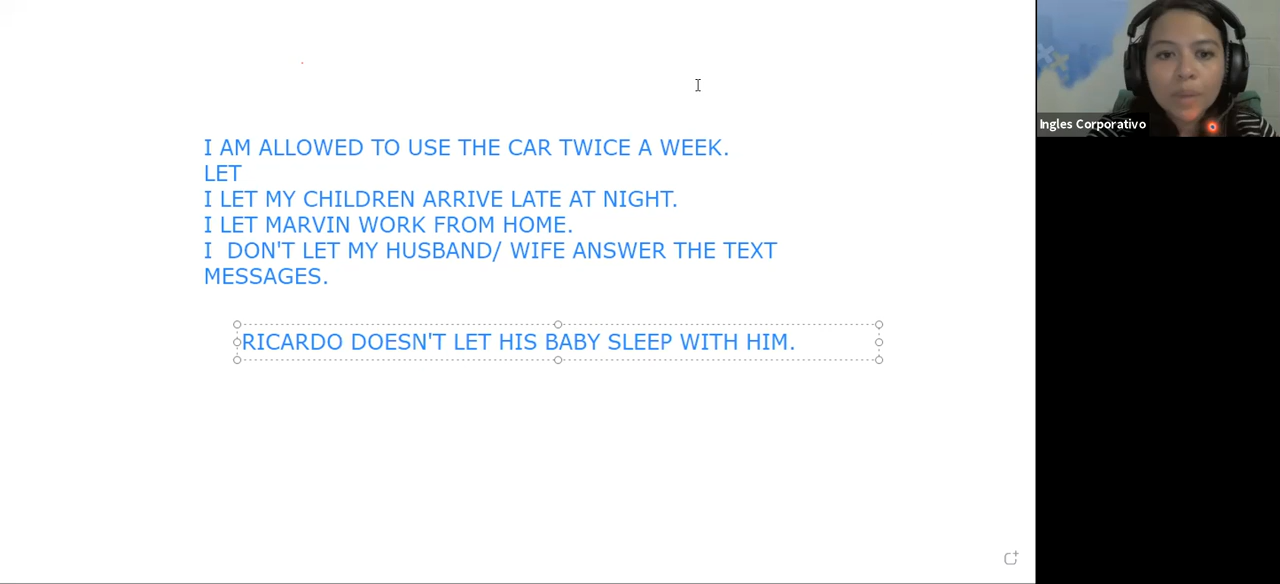 I AM ALLOWED TO USE THE CAR TWICE A WEEK.
LET
I LET MY CHILDREN ARRIVE LATE AT NIGHT.
I LET MARVIN WORK FROM HOME.
I  DON'T LET MY HUSBAND/ WIFE ANSWER THE TEXT
MESSAGES.
RICARDO DOESN'T LET HIS BABY SLEEP WITH HIM.
Ingles Corporativo